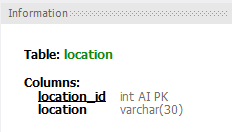 Information
Table: location
Columns:
location_id int AI PK
location varchar(30)